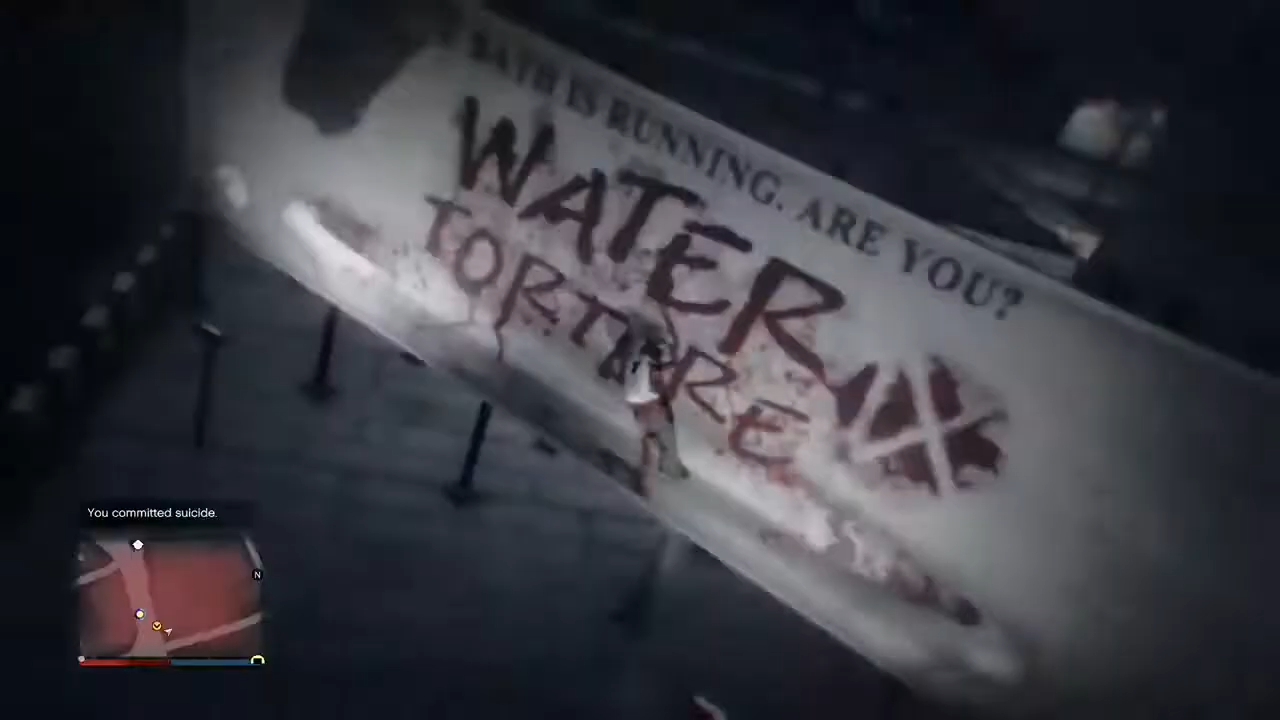 BATH IS RUNNING. ARE YOU?
WATER
TORTURE
You committed suicide.
N